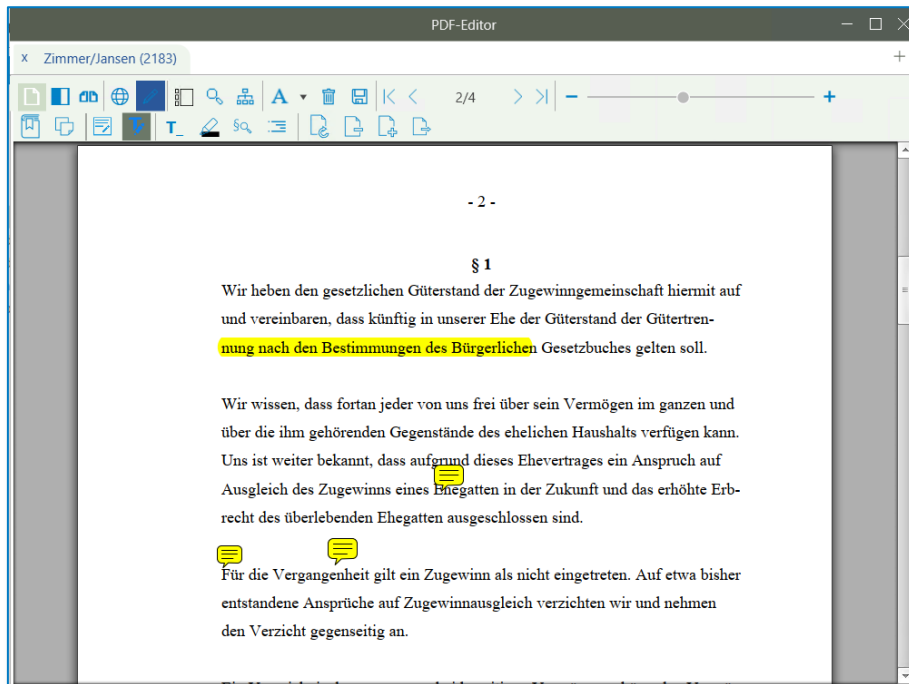 PDF-Editor
x Zimmer/Jansen (2183)
A 2/4
T_ §
- 2 -
§ 1
Wir heben den gesetzlichen Güterstand der Zugewinngemeinschaft hiermit auf
und vereinbaren, dass künftig in unserer Ehe der Güterstand der Gütertren-
nung nach den Bestimmungen des Bürgerlichen Gesetzbuches gelten soll.
Wir wissen, dass fortan jeder von uns frei über sein Vermögen im ganzen und
über die ihm gehörenden Gegenstände des ehelichen Haushalts verfügen kann.
Uns ist weiter bekannt, dass aufgrund dieses Ehevertrages ein Anspruch auf
Ausgleich des Zugewinns eines Ehegatten in der Zukunft und das erhöhte Erb-
recht des überlebenden Ehegatten ausgeschlossen sind.
Für die Vergangenheit gilt ein Zugewinn als nicht eingetreten. Auf etwa bisher
entstandene Ansprüche auf Zugewinnausgleich verzichten wir und nehmen
den Verzicht gegenseitig an.